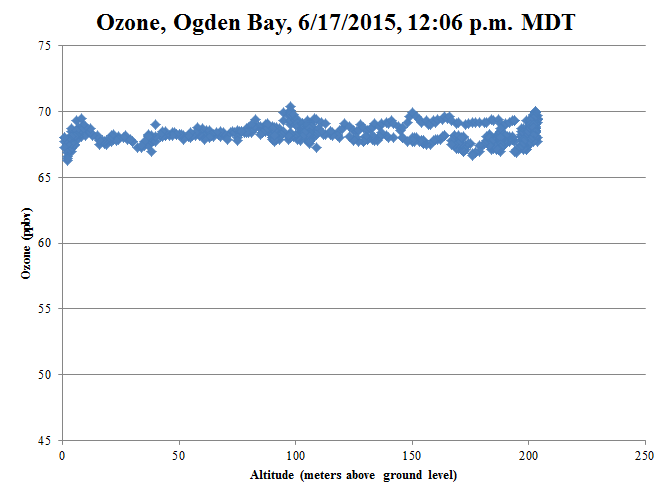 Ozone, Ogden Bay, 6/17/2015, 12:06 p.m. MDT
75
70
65
60
55
50
45
Ozone (ppbv)
0 50 100 150 200 250
Altitude (meters above ground level)